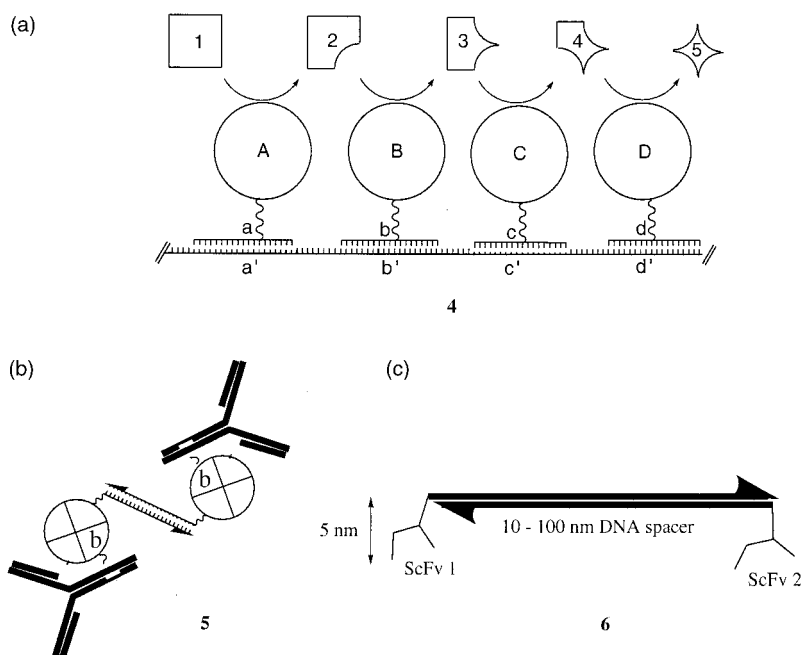 (a)
1 2 3 4 5
A B C D
a b c d
a' b' c' d'
4
(b)
b
b
5
(c)
5 nm
10 - 100 nm DNA spacer
ScFv 1
ScFv 2
6